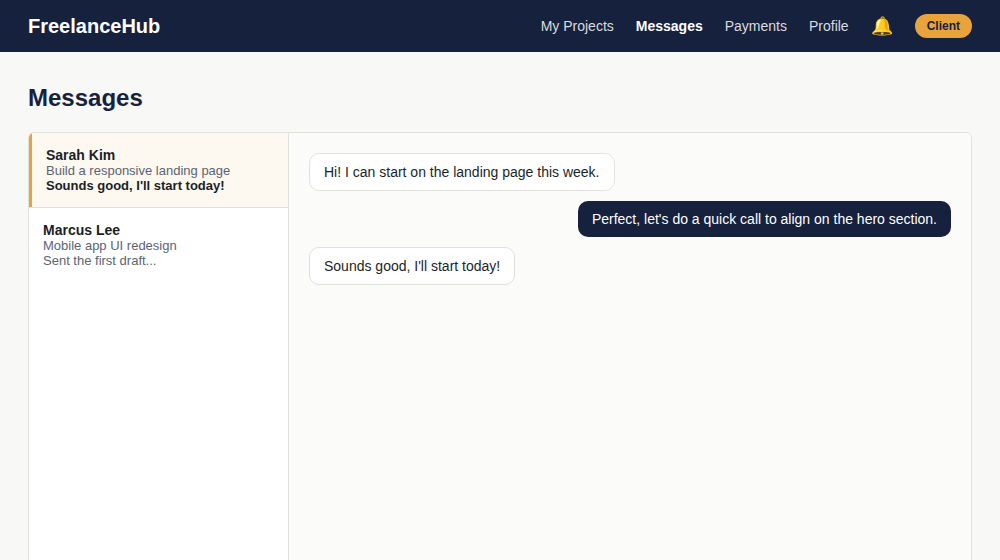 FreelanceHub
My Projects
Messages
Payments
Profile
Client
Messages
Sarah Kim
Build a responsive landing page
Sounds good, I'll start today!
Marcus Lee
Mobile app UI redesign
Sent the first draft...
Hi! I can start on the landing page this week.
Perfect, let's do a quick call to align on the hero section.
Sounds good, I'll start today!